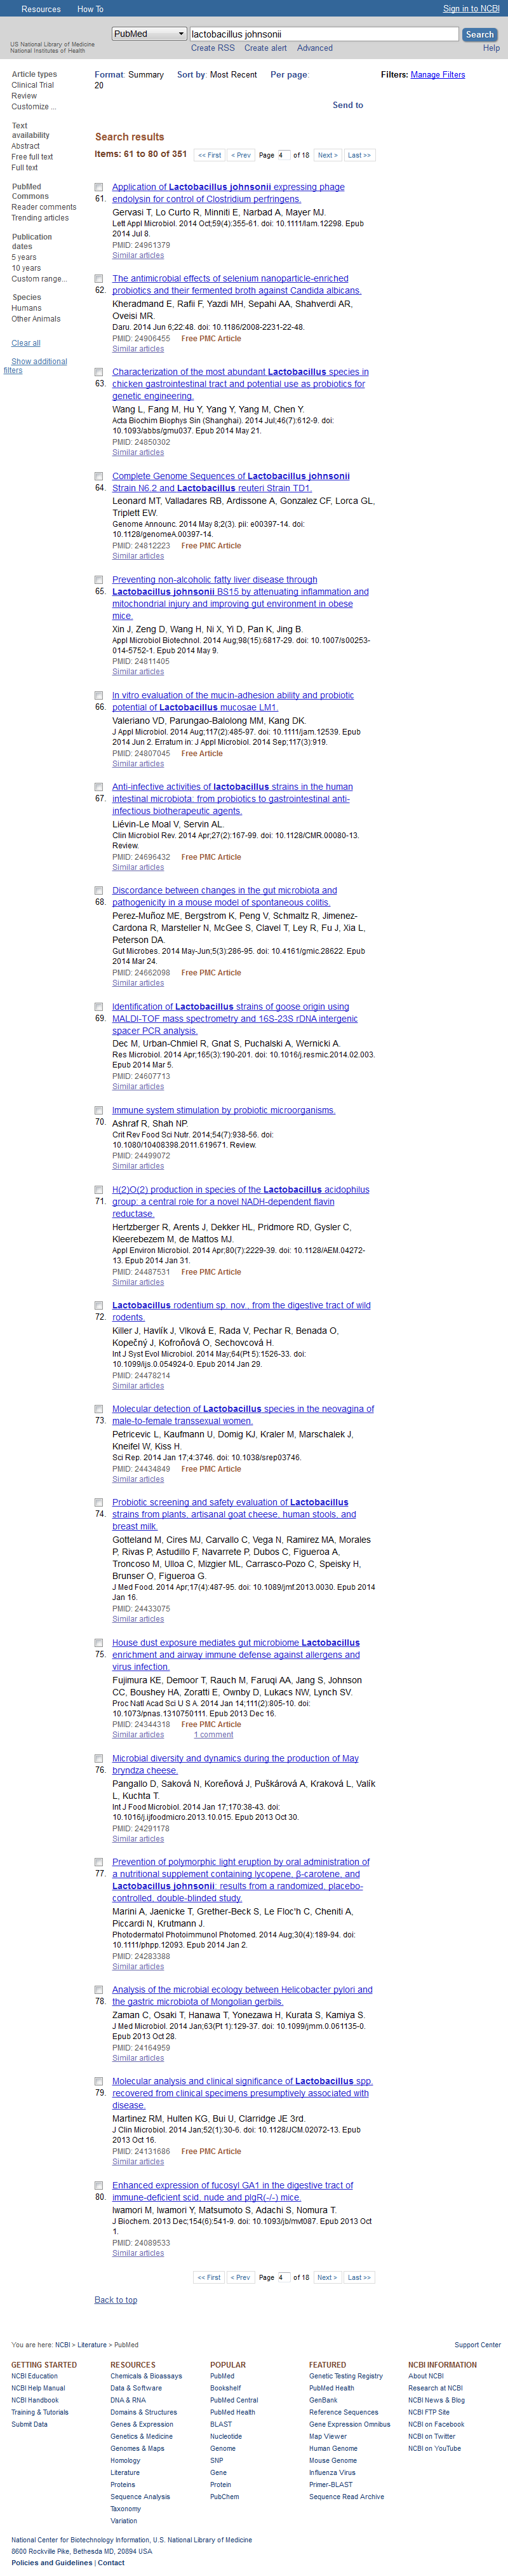 Resources How To Sign in to NCBI
US National Library of Medicine
National Institutes of Health
PubMed lactobacillus johnsonii Search
Create RSS Create alert Advanced Help
Article types
Clinical Trial
Review
Customize ...
Text
availability
Abstract
Free full text
Full text
PubMed
Commons
Reader comments
Trending articles
Publication
dates
5 years
10 years
Custom range...
Species
Humans
Other Animals
Clear all
Show additional
filters
Format: Summary Sort by: Most Recent Per page:
20
Filters: Manage Filters
Send to
Search results
Items: 61 to 80 of 351 << First < Prev Page 4 of 18 Next > Last >>
Application of Lactobacillus johnsonii expressing phage
61. endolysin for control of Clostridium perfringens.
Gervasi T, Lo Curto R, Minniti E, Narbad A, Mayer MJ.
Lett Appl Microbiol. 2014 Oct;59(4):355-61. doi: 10.1111/lam.12298. Epub
2014 Jul 8.
PMID: 24961379
Similar articles
The antimicrobial effects of selenium nanoparticle-enriched
62. probiotics and their fermented broth against Candida albicans.
Kheradmand E, Rafii F, Yazdi MH, Sepahi AA, Shahverdi AR,
Oveisi MR.
Daru. 2014 Jun 6;22:48. doi: 10.1186/2008-2231-22-48.
PMID: 24906455 Free PMC Article
Similar articles
Characterization of the most abundant Lactobacillus species in
63. chicken gastrointestinal tract and potential use as probiotics for
genetic engineering.
Wang L, Fang M, Hu Y, Yang Y, Yang M, Chen Y.
Acta Biochim Biophys Sin (Shanghai). 2014 Jul;46(7):612-9. doi:
10.1093/abbs/gmu037. Epub 2014 May 21.
PMID: 24850302
Similar articles
Complete Genome Sequences of Lactobacillus johnsonii
64. Strain N6.2 and Lactobacillus reuteri Strain TD1.
Leonard MT, Valladares RB, Ardissone A, Gonzalez CF, Lorca GL,
Triplett EW.
Genome Announc. 2014 May 8;2(3). pii: e00397-14. doi:
10.1128/genomeA.00397-14.
PMID: 24812223 Free PMC Article
Similar articles
Preventing non-alcoholic fatty liver disease through
65. Lactobacillus johnsonii BS15 by attenuating inflammation and
mitochondrial injury and improving gut environment in obese
mice.
Xin J, Zeng D, Wang H, Ni X, Yi D, Pan K, Jing B.
Appl Microbiol Biotechnol. 2014 Aug;98(15):6817-29. doi: 10.1007/s00253-
014-5752-1. Epub 2014 May 9.
PMID: 24811405
Similar articles
In vitro evaluation of the mucin-adhesion ability and probiotic
66. potential of Lactobacillus mucosae LM1.
Valeriano VD, Parungao-Balolong MM, Kang DK.
J Appl Microbiol. 2014 Aug;117(2):485-97. doi: 10.1111/jam.12539. Epub
2014 Jun 2. Erratum in: J Appl Microbiol. 2014 Sep;117(3):919.
PMID: 24807045 Free Article
Similar articles
Anti-infective activities of lactobacillus strains in the human
67. intestinal microbiota: from probiotics to gastrointestinal anti-
infectious biotherapeutic agents.
Liévin-Le Moal V, Servin AL.
Clin Microbiol Rev. 2014 Apr;27(2):167-99. doi: 10.1128/CMR.00080-13.
Review.
PMID: 24696432 Free PMC Article
Similar articles
Discordance between changes in the gut microbiota and
68. pathogenicity in a mouse model of spontaneous colitis.
Perez-Muñoz ME, Bergstrom K, Peng V, Schmaltz R, Jimenez-
Cardona R, Marsteller N, McGee S, Clavel T, Ley R, Fu J, Xia L,
Peterson DA.
Gut Microbes. 2014 May-Jun;5(3):286-95. doi: 10.4161/gmic.28622. Epub
2014 Mar 24.
PMID: 24662098 Free PMC Article
Similar articles
Identification of Lactobacillus strains of goose origin using
69. MALDI-TOF mass spectrometry and 16S-23S rDNA intergenic
spacer PCR analysis.
Dec M, Urban-Chmiel R, Gnat S, Puchalski A, Wernicki A.
Res Microbiol. 2014 Apr;165(3):190-201. doi: 10.1016/j.resmic.2014.02.003.
Epub 2014 Mar 5.
PMID: 24607713
Similar articles
Immune system stimulation by probiotic microorganisms.
70. Ashraf R, Shah NP.
Crit Rev Food Sci Nutr. 2014;54(7):938-56. doi:
10.1080/10408398.2011.619671. Review.
PMID: 24499072
Similar articles
H(2)O(2) production in species of the Lactobacillus acidophilus
71. group: a central role for a novel NADH-dependent flavin
reductase.
Hertzberger R, Arents J, Dekker HL, Pridmore RD, Gysler C,
Kleerebezem M, de Mattos MJ.
Appl Environ Microbiol. 2014 Apr;80(7):2229-39. doi: 10.1128/AEM.04272-
13. Epub 2014 Jan 31.
PMID: 24487531 Free PMC Article
Similar articles
Lactobacillus rodentium sp. nov., from the digestive tract of wild
72. rodents.
Killer J, Havlík J, Vlková E, Rada V, Pechar R, Benada O,
Kopečný J, Kofroňová O, Sechovcová H.
Int J Syst Evol Microbiol. 2014 May;64(Pt 5):1526-33. doi:
10.1099/ijs.0.054924-0. Epub 2014 Jan 29.
PMID: 24478214
Similar articles
Molecular detection of Lactobacillus species in the neovagina of
73. male-to-female transsexual women.
Petricevic L, Kaufmann U, Domig KJ, Kraler M, Marschalek J,
Kneifel W, Kiss H.
Sci Rep. 2014 Jan 17;4:3746. doi: 10.1038/srep03746.
PMID: 24434849 Free PMC Article
Similar articles
Probiotic screening and safety evaluation of Lactobacillus
74. strains from plants, artisanal goat cheese, human stools, and
breast milk.
Gotteland M, Cires MJ, Carvallo C, Vega N, Ramirez MA, Morales
P, Rivas P, Astudillo F, Navarrete P, Dubos C, Figueroa A,
Troncoso M, Ulloa C, Mizgier ML, Carrasco-Pozo C, Speisky H,
Brunser O, Figueroa G.
J Med Food. 2014 Apr;17(4):487-95. doi: 10.1089/jmf.2013.0030. Epub 2014
Jan 16.
PMID: 24433075
Similar articles
House dust exposure mediates gut microbiome Lactobacillus
75. enrichment and airway immune defense against allergens and
virus infection.
Fujimura KE, Demoor T, Rauch M, Faruqi AA, Jang S, Johnson
CC, Boushey HA, Zoratti E, Ownby D, Lukacs NW, Lynch SV.
Proc Natl Acad Sci U S A. 2014 Jan 14;111(2):805-10. doi:
10.1073/pnas.1310750111. Epub 2013 Dec 16.
PMID: 24344318 Free PMC Article
Similar articles 1 comment
Microbial diversity and dynamics during the production of May
76. bryndza cheese.
Pangallo D, Saková N, Koreňová J, Puškárová A, Kraková L, Valík
L, Kuchta T.
Int J Food Microbiol. 2014 Jan 17;170:38-43. doi:
10.1016/j.ijfoodmicro.2013.10.015. Epub 2013 Oct 30.
PMID: 24291178
Similar articles
Prevention of polymorphic light eruption by oral administration of
77. a nutritional supplement containing lycopene, β-carotene, and
Lactobacillus johnsonii: results from a randomized, placebo-
controlled, double-blinded study.
Marini A, Jaenicke T, Grether-Beck S, Le Floc'h C, Cheniti A,
Piccardi N, Krutmann J.
Photodermatol Photoimmunol Photomed. 2014 Aug;30(4):189-94. doi:
10.1111/phpp.12093. Epub 2014 Jan 2.
PMID: 24283388
Similar articles
Analysis of the microbial ecology between Helicobacter pylori and
78. the gastric microbiota of Mongolian gerbils.
Zaman C, Osaki T, Hanawa T, Yonezawa H, Kurata S, Kamiya S.
J Med Microbiol. 2014 Jan;63(Pt 1):129-37. doi: 10.1099/jmm.0.061135-0.
Epub 2013 Oct 28.
PMID: 24164959
Similar articles
Molecular analysis and clinical significance of Lactobacillus spp.
79. recovered from clinical specimens presumptively associated with
disease.
Martinez RM, Hulten KG, Bui U, Clarridge JE 3rd.
J Clin Microbiol. 2014 Jan;52(1):30-6. doi: 10.1128/JCM.02072-13. Epub
2013 Oct 16.
PMID: 24131686 Free PMC Article
Similar articles
Enhanced expression of fucosyl GA1 in the digestive tract of
80. immune-deficient scid, nude and pIgR(-/-) mice.
Iwamori M, Iwamori Y, Matsumoto S, Adachi S, Nomura T.
J Biochem. 2013 Dec;154(6):541-9. doi: 10.1093/jb/mvt087. Epub 2013 Oct
1.
PMID: 24089533
Similar articles
<< First < Prev Page 4 of 18 Next > Last >>
Back to top
You are here: NCBI > Literature > PubMed Support Center
GETTING STARTED
NCBI Education
NCBI Help Manual
NCBI Handbook
Training & Tutorials
Submit Data
RESOURCES
Chemicals & Bioassays
Data & Software
DNA & RNA
Domains & Structures
Genes & Expression
Genetics & Medicine
Genomes & Maps
Homology
Literature
Proteins
Sequence Analysis
Taxonomy
Variation
POPULAR
PubMed
Bookshelf
PubMed Central
PubMed Health
BLAST
Nucleotide
Genome
SNP
Gene
Protein
PubChem
FEATURED
Genetic Testing Registry
PubMed Health
GenBank
Reference Sequences
Gene Expression Omnibus
Map Viewer
Human Genome
Mouse Genome
Influenza Virus
Primer-BLAST
Sequence Read Archive
NCBI INFORMATION
About NCBI
Research at NCBI
NCBI News & Blog
NCBI FTP Site
NCBI on Facebook
NCBI on Twitter
NCBI on YouTube
National Center for Biotechnology Information, U.S. National Library of Medicine
8600 Rockville Pike, Bethesda MD, 20894 USA
Policies and Guidelines | Contact